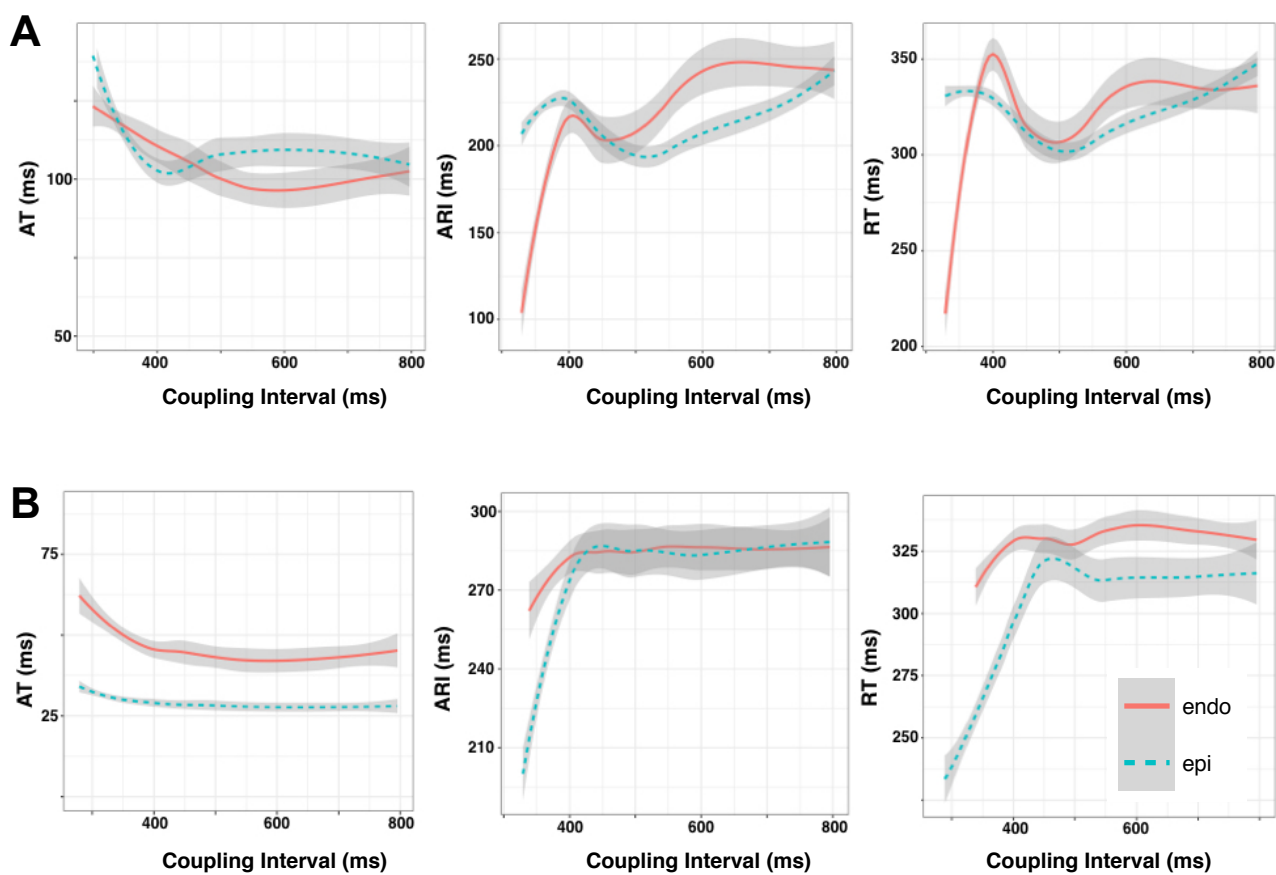 A
AT (ms)
100
50
400
600
800
Coupling Interval (ms)
ARI (ms)
250
200
150
100
400
600
800
Coupling Interval (ms)
RT (ms)
350
300
250
200
400
600
800
Coupling Interval (ms)
B
AT (ms)
75
25
400
600
800
Coupling Interval (ms)
ARI (ms)
300
270
240
210
400
600
800
Coupling Interval (ms)
RT (ms)
325
300
275
250
400
600
endo
epi
Coupling Interval (ms)